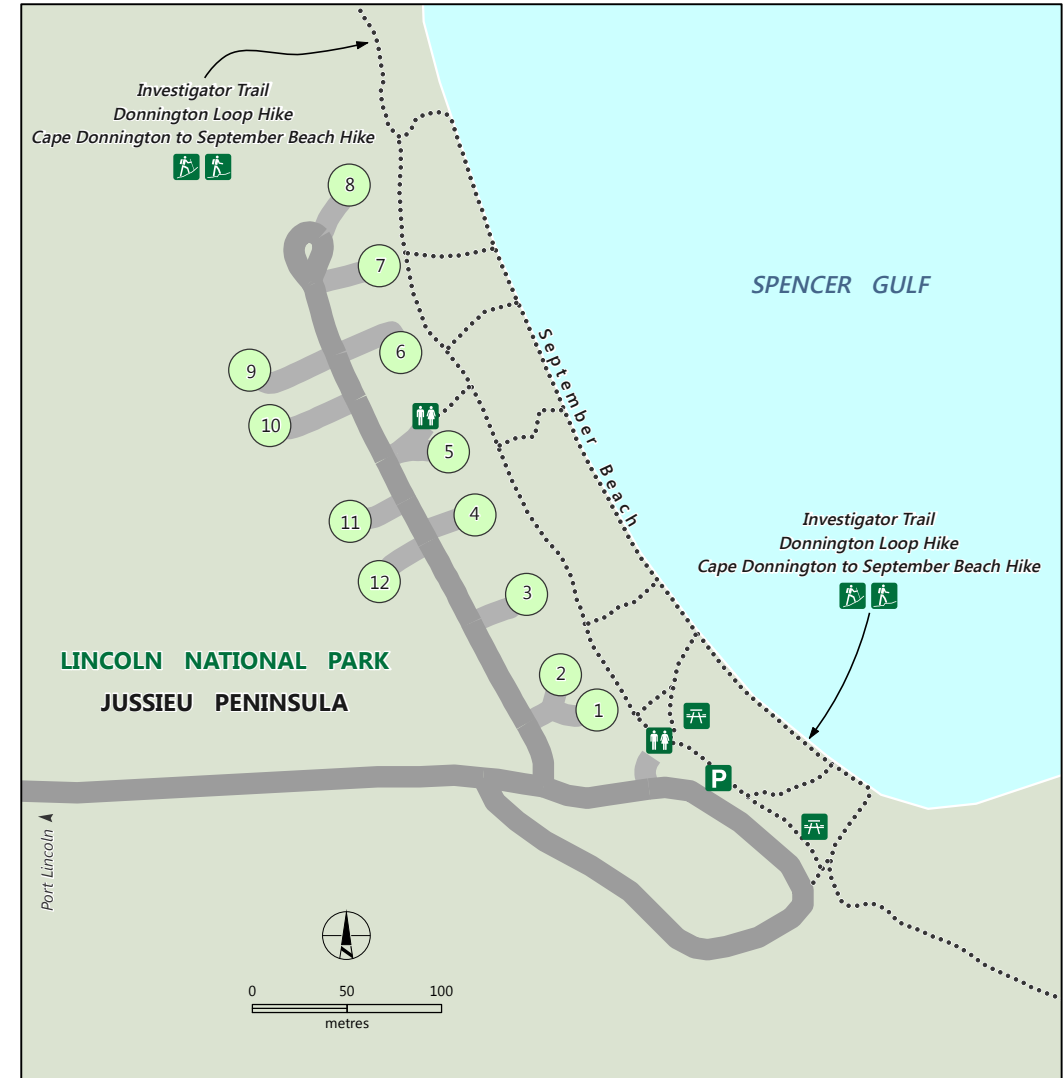 Investigator Trail
Donnington Loop Hike
Cape Donnington to September Beach Hike
8
7
SPENCER GULF
6
9
September Beach
10
5
4
11
Investigator Trail
Donnington Loop Hike
Cape Donnington to September Beach Hike
12
3
LINCOLN NATIONAL PARK
JUSSIEU PENINSULA
2
1
P
Port Lincoln
N
0 50 100
metres